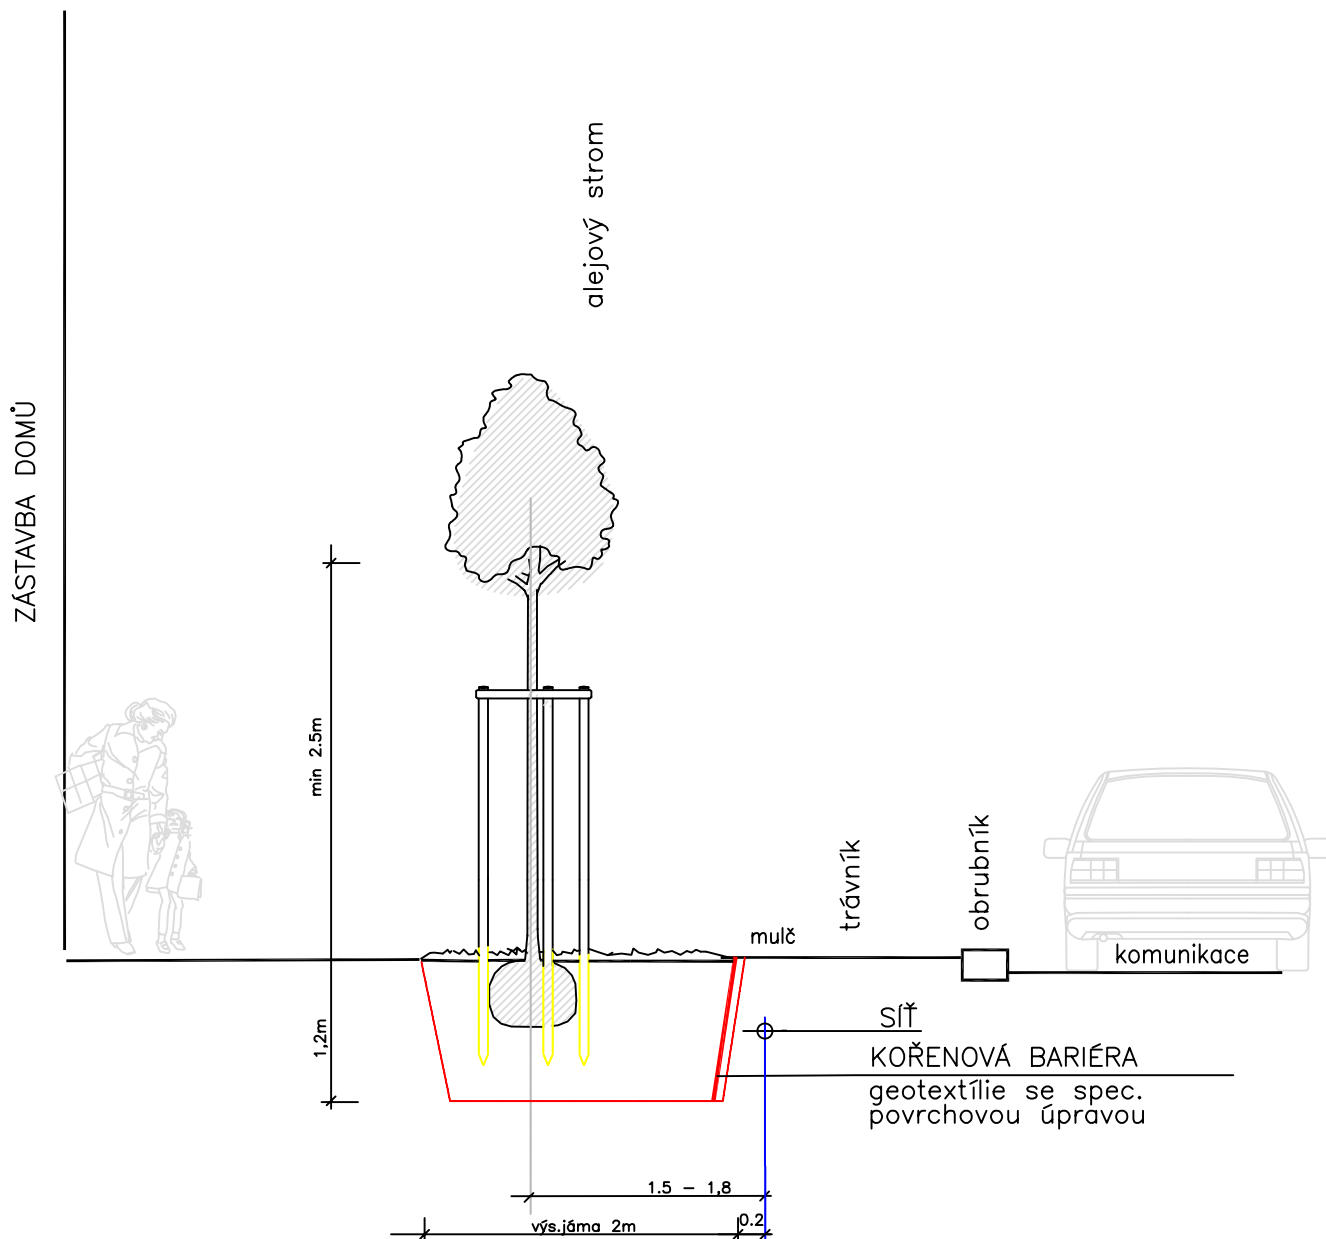 alejový strom
ZÁSTAVBA DOMŮ
min 2.5m
trávník
obrubník
mulč
komunikace
SÍŤ
1,2m
KOŘENOVÁ BARIÉRA
geotextílie se spec.
povrchovou úpravou
1.5 – 1,8
výs.jáma 2m
0.2